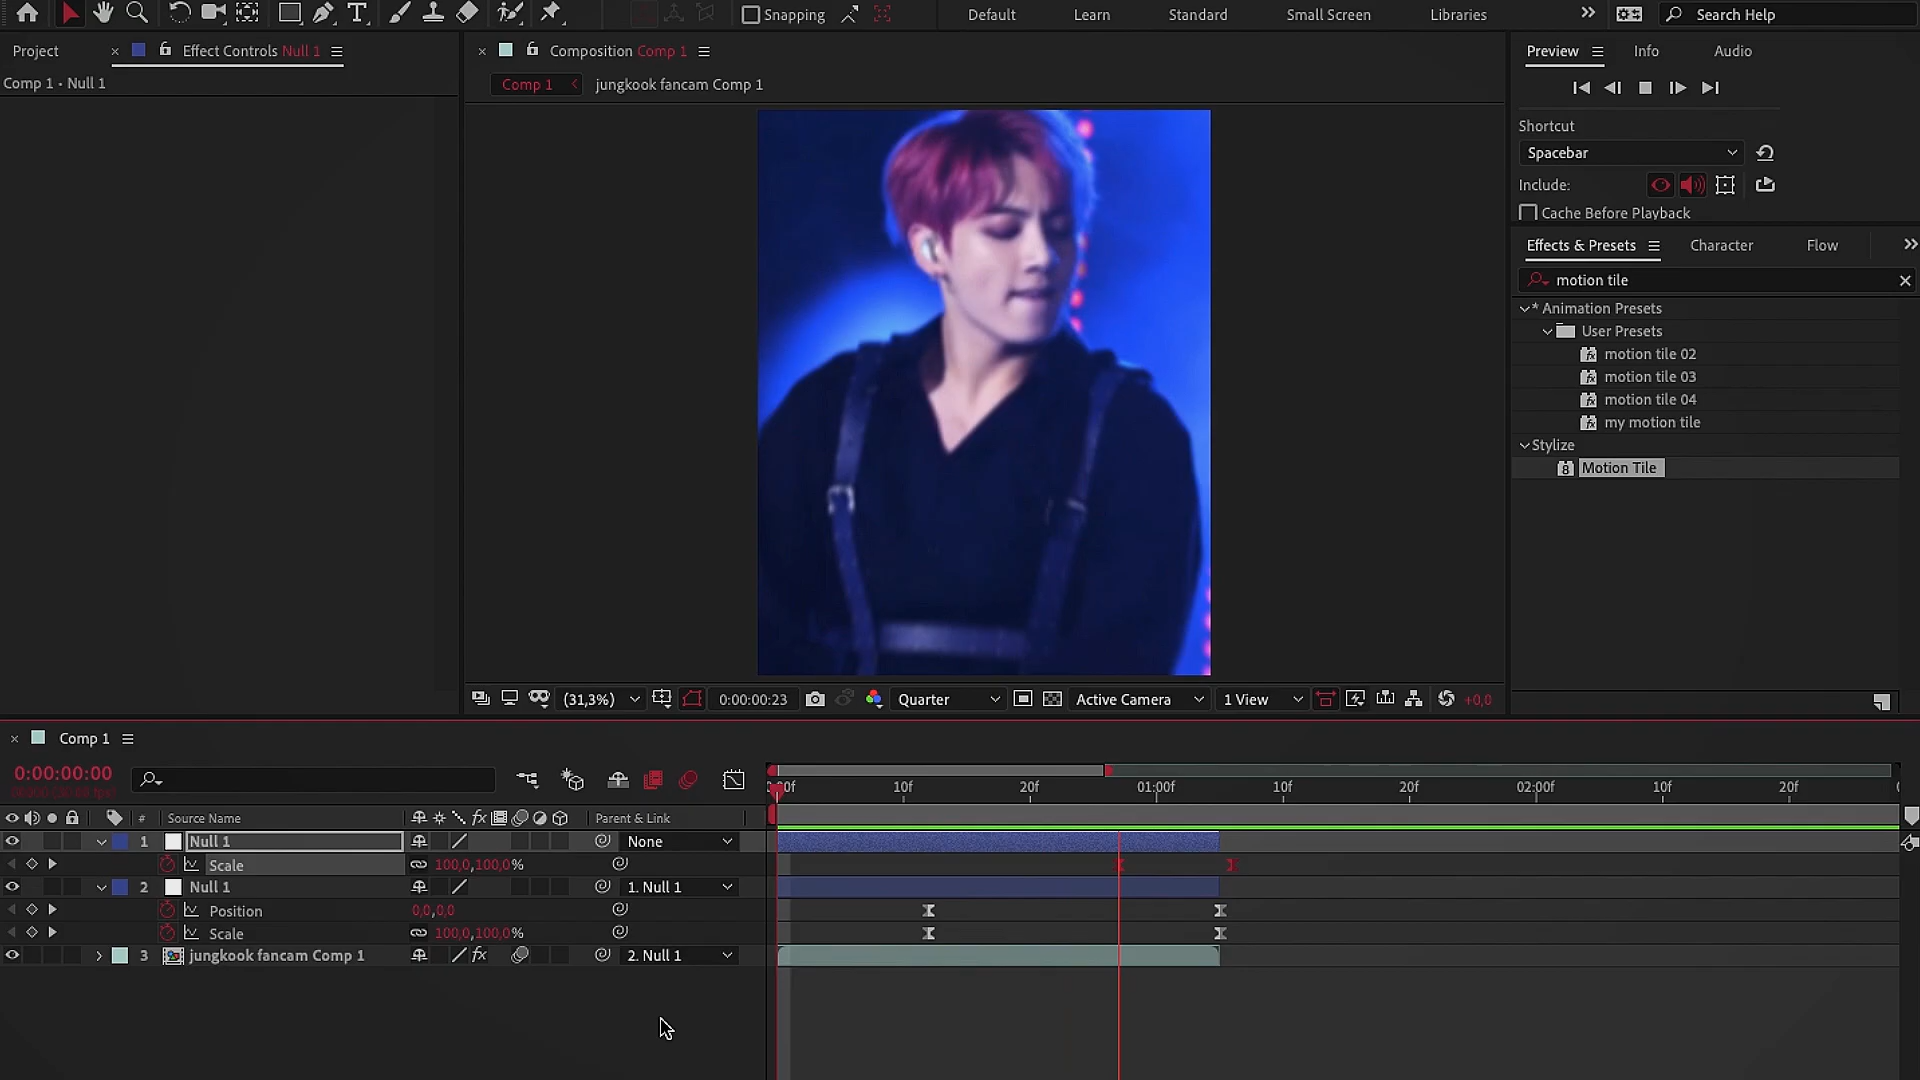 Snapping
Default
Learn
Standard
Small Screen
Libraries
Search Help
Project
Effect Controls Null 1
Composition Comp 1
Preview
Info
Audio
Comp 1 • Null 1
Comp 1
jungkook fancam Comp 1
Shortcut
Spacebar
Include:
Cache Before Playback
Effects & Presets
Character
Flow
motion tile
* Animation Presets
User Presets
motion tile 02
motion tile 03
motion tile 04
my motion tile
Stylize
8 Motion Tile
(31,3%)
0:00:00:23
Quarter
Active Camera
1 View
+0,0
Comp 1
0:00:00:00
:00f
10f
20f
01:00f
10f
20f
02:00f
10f
20f
#
Source Name
fx
Parent & Link
1 Null 1
None
Scale
100,0,100,0%
2 Null 1
1. Null 1
Position
0,0,0,0
Scale
100,0,100,0%
3 jungkook fancam Comp 1
fx
2. Null 1